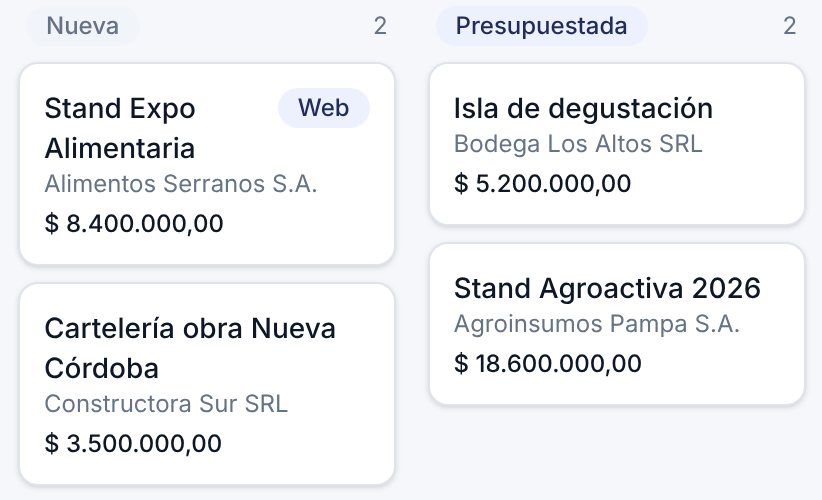 Nueva
2
Stand Expo
Alimentaria
Web
Alimentos Serranos S.A.
$ 8.400.000,00
Cartelería obra Nueva
Córdoba
Constructora Sur SRL
$ 3.500.000,00
Presupuestada
2
Isla de degustación
Bodega Los Altos SRL
$ 5.200.000,00
Stand Agroactiva 2026
Agroinsumos Pampa S.A.
$ 18.600.000,00